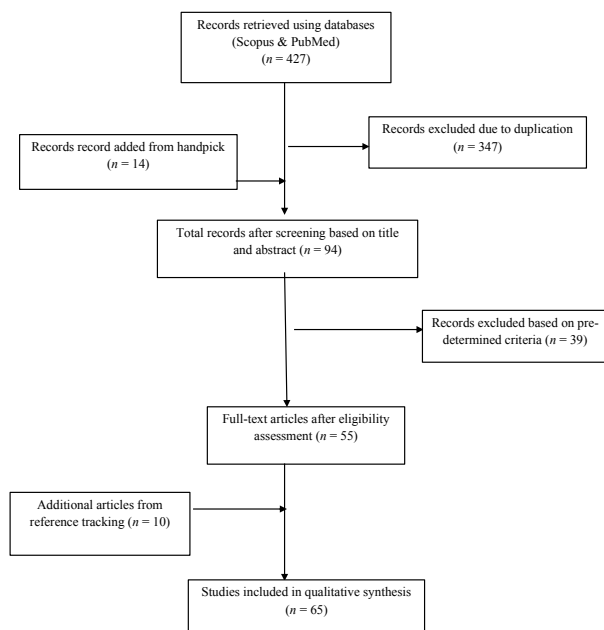 Records retrieved using databases
(Scopus & PubMed)
(n = 427)
Records excluded due to duplication
(n = 347)
Records record added from handpick
(n = 14)
Total records after screening based on title
and abstract (n = 94)
Records excluded based on pre-
determined criteria (n = 39)
Full-text articles after eligibility
assessment (n = 55)
Additional articles from
reference tracking (n = 10)
Studies included in qualitative synthesis
(n = 65)